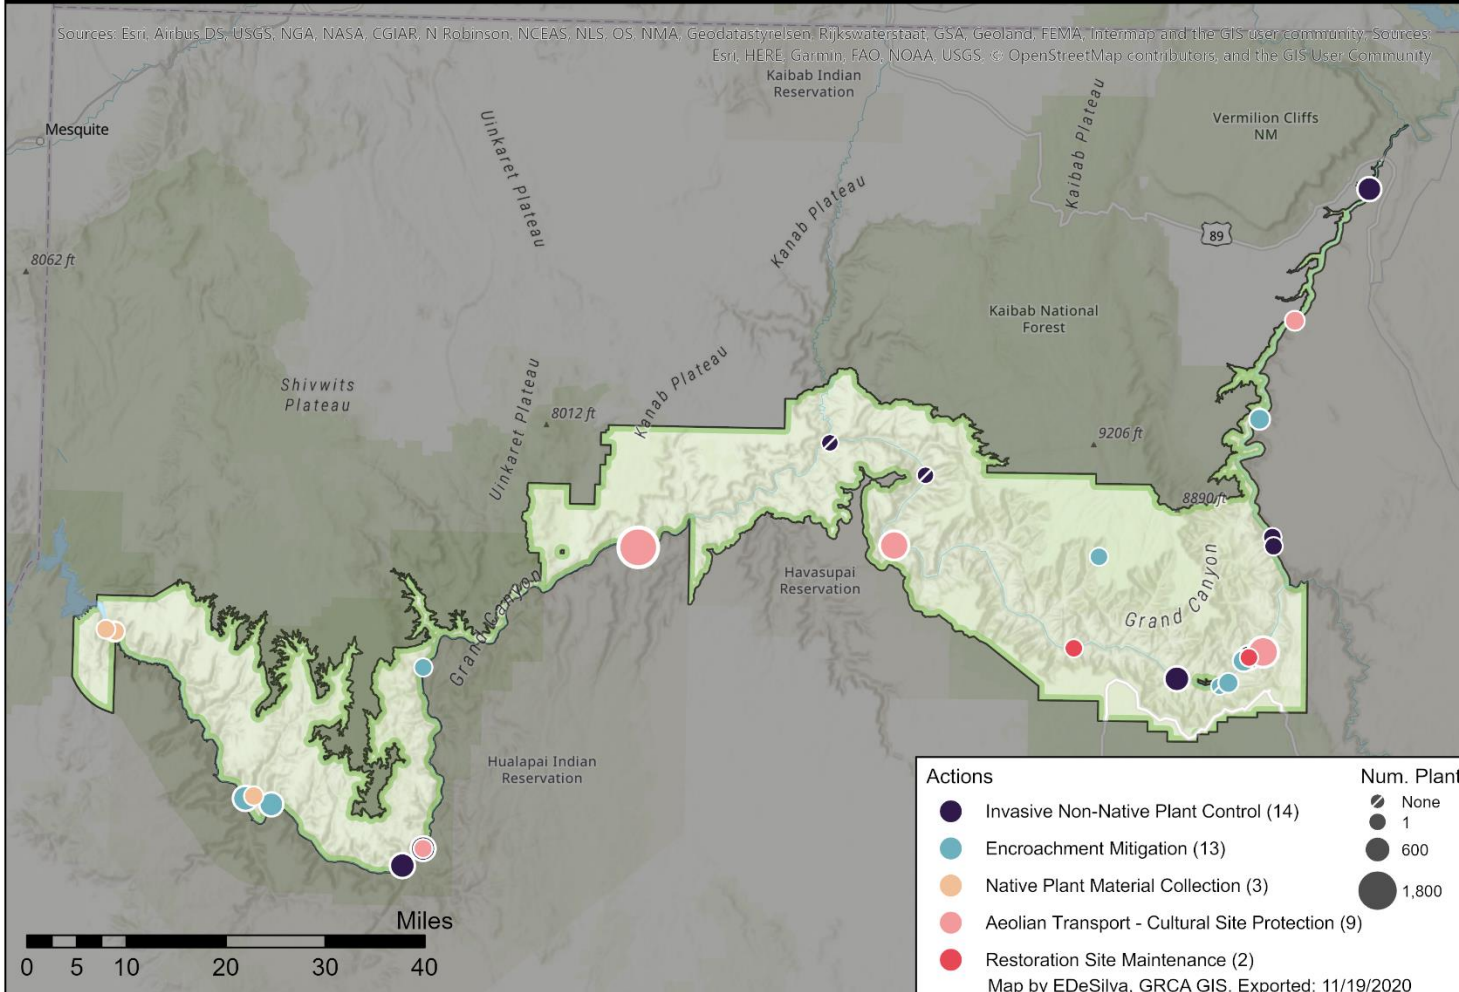 Sources: Esri, Airbus DS, USGS, NGA, NASA, CGIAR, N Robinson, NCEAS, NLS, OS, NMA, Geodatastyrelsen, Rijkswaterstaat, GSA, Geoland, FEMA, Intermap and the GIS user community, Sources:
Esri, HERE, Garmin, FAO, NOAA, USGS, © OpenStreetMap contributors, and the GIS User Community
Kaibab Indian
Reservation
Mesquite
Uinkaret Plateau
Kanab Plateau
Kaibab Plateau
Vermilion Cliffs
NM
89
8062 ft
Kaibab National
Forest
Shivwits
Plateau
Uinkaret Plateau
8012 ft
Kanab Plateau
9206 ft
8890 ft
Grand Canyon
Havasupai
Reservation
Grand Canyon
Hualapai Indian
Reservation
Miles
0 5 10 20 30 40
Actions
Invasive Non-Native Plant Control (14)
Encroachment Mitigation (13)
Native Plant Material Collection (3)
Aeolian Transport - Cultural Site Protection (9)
Restoration Site Maintenance (2)
Num. Plant
None
1
600
1,800
Map by EDeSilva, GRCA GIS. Exported: 11/19/2020